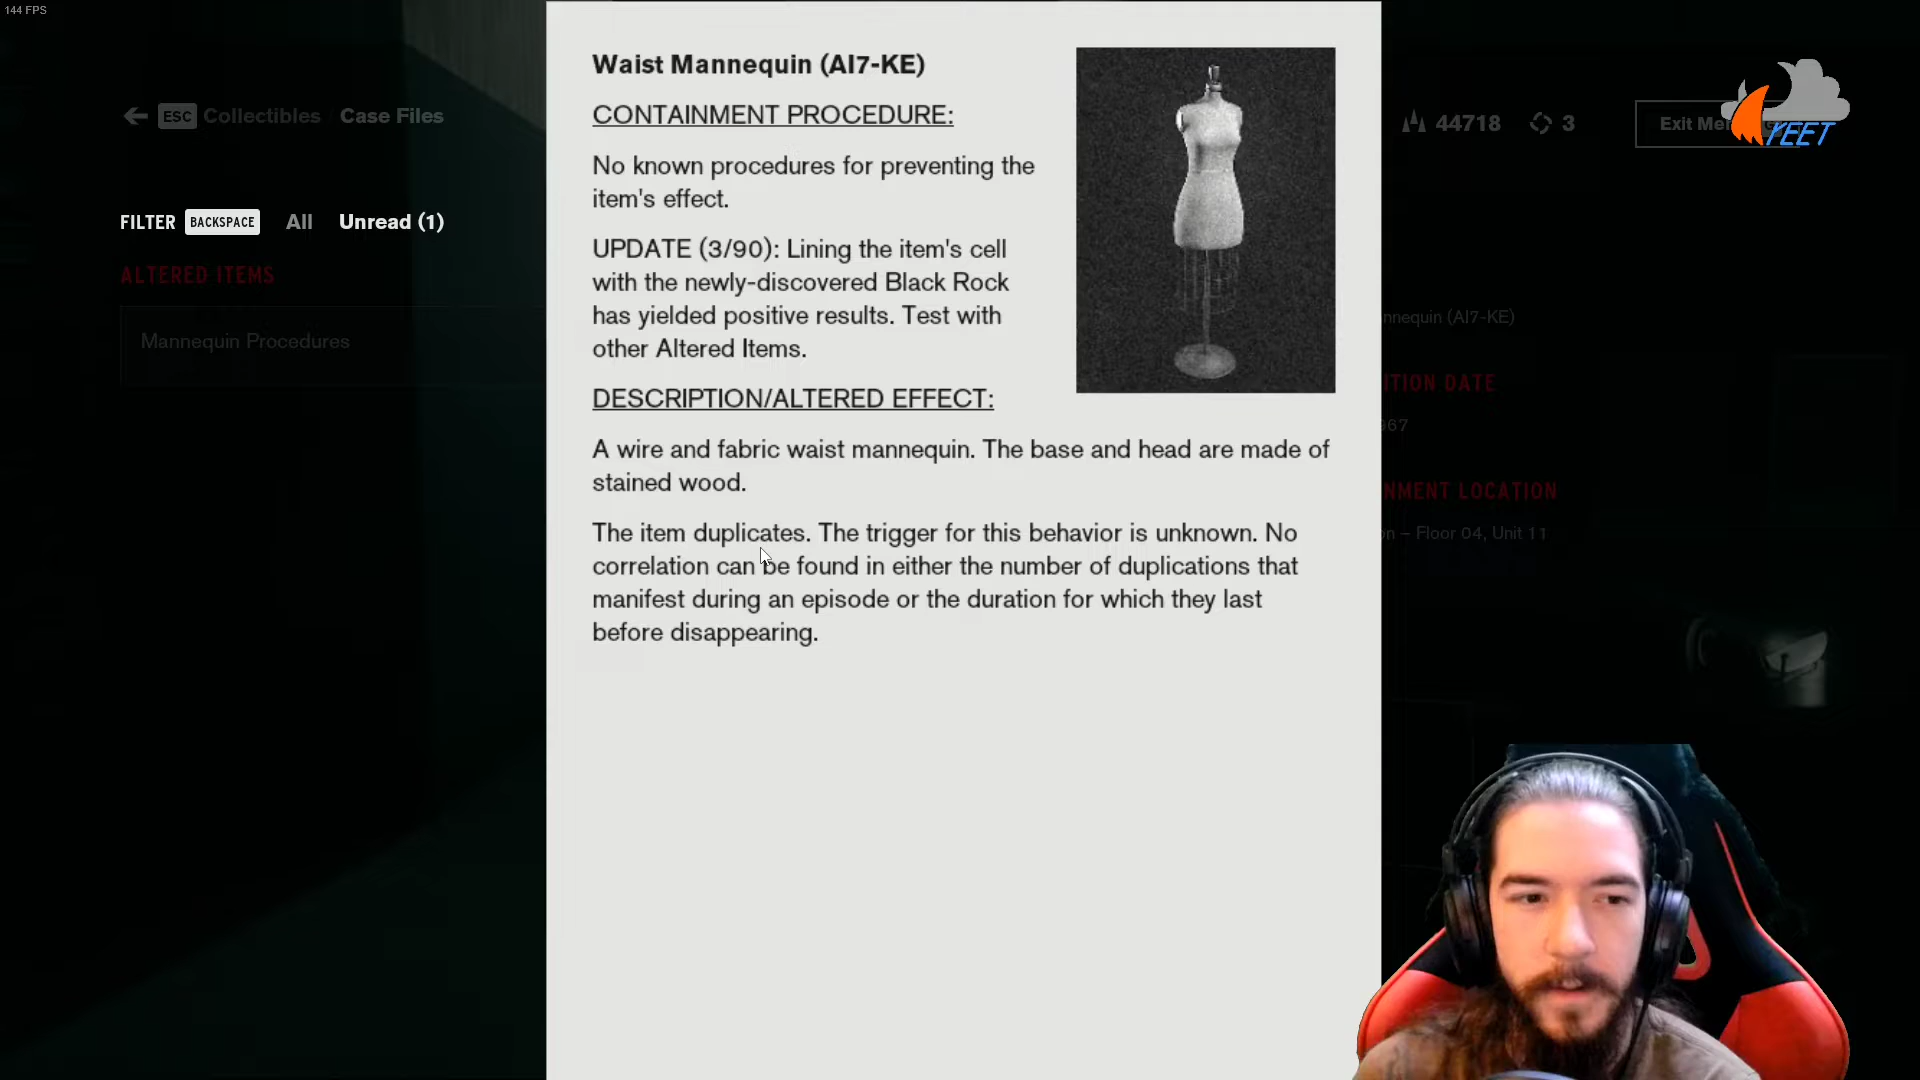 144 FPS
Waist Mannequin (AI7-KE)
CONTAINMENT PROCEDURE:
No known procedures for preventing the
item's effect.
UPDATE (3/90): Lining the item's cell
with the newly-discovered Black Rock
has yielded positive results. Test with
other Altered Items.
DESCRIPTION/ALTERED EFFECT:
A wire and fabric waist mannequin. The base and head are made of
stained wood.
The item duplicates. The trigger for this behavior is unknown. No
correlation can be found in either the number of duplications that
manifest during an episode or the duration for which they last
before disappearing.
ESC Collectibles / Case Files
FILTER BACKSPACE All Unread (1)
ALTERED ITEMS
Mannequin Procedures
44718 3
Exit
YEET
(AI7-KE)
DATE
67
LOCATION
– Floor 04, Unit 11